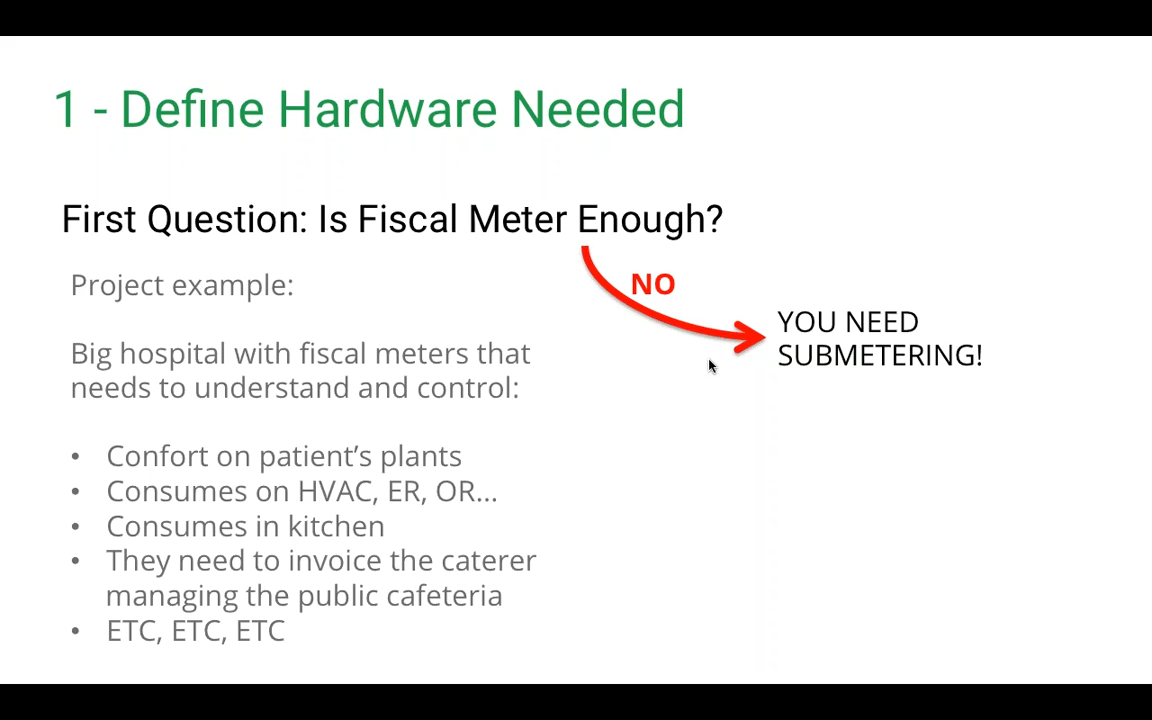 1 - Define Hardware Needed
First Question: Is Fiscal Meter Enough?
Project example:
NO
YOU NEED
SUBMETERING!
Big hospital with fiscal meters that
needs to understand and control:
• Confort on patient’s plants
• Consumes on HVAC, ER, OR...
• Consumes in kitchen
• They need to invoice the caterer
managing the public cafeteria
• ETC, ETC, ETC